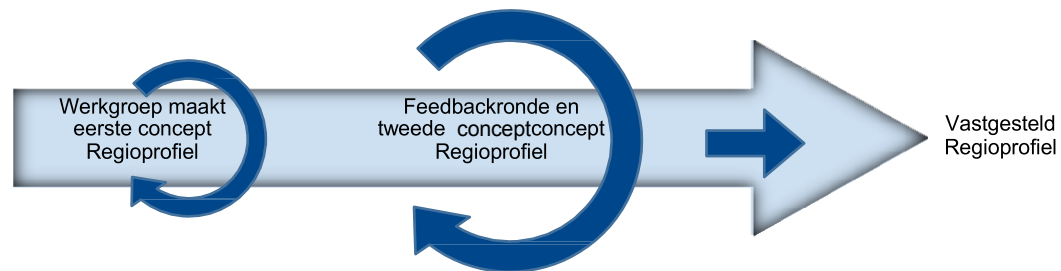 Werkgroep maakt
eerste concept
Regioprofiel
Feedbackronde en
tweede  conceptconcept
Regioprofiel
Vastgesteld
Regioprofiel